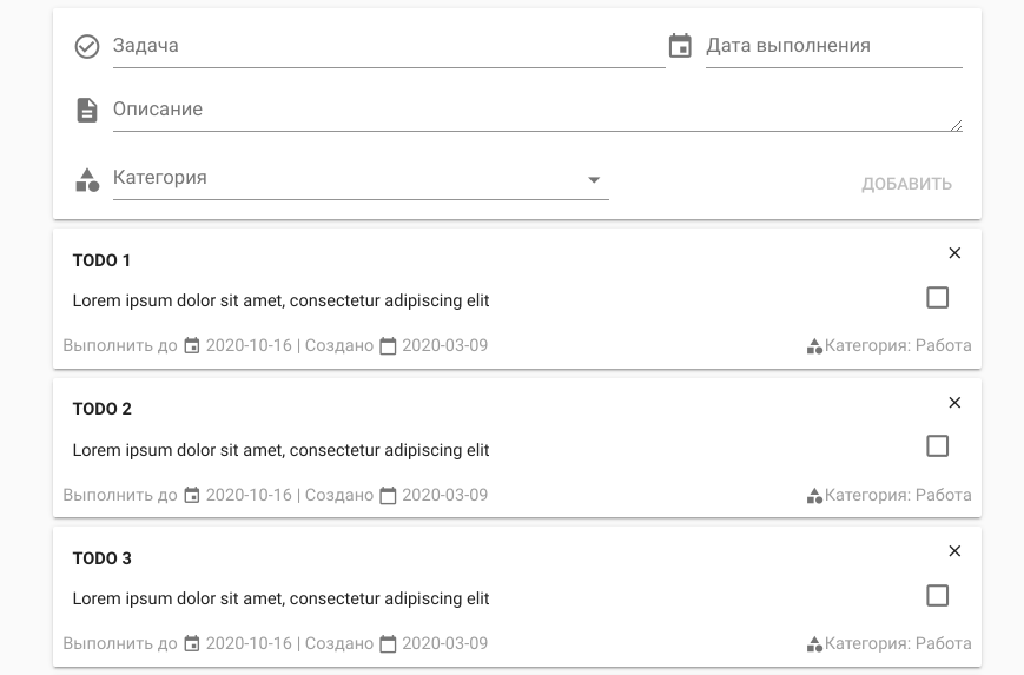 Задача Дата выполнения
Описание
Категория ДОБАВИТЬ
TODO 1
Lorem ipsum dolor sit amet, consectetur adipiscing elit
Выполнить до 2020-10-16 | Создано 2020-03-09 Категория: Работа
TODO 2
Lorem ipsum dolor sit amet, consectetur adipiscing elit
Выполнить до 2020-10-16 | Создано 2020-03-09 Категория: Работа
TODO 3
Lorem ipsum dolor sit amet, consectetur adipiscing elit
Выполнить до 2020-10-16 | Создано 2020-03-09 Категория: Работа